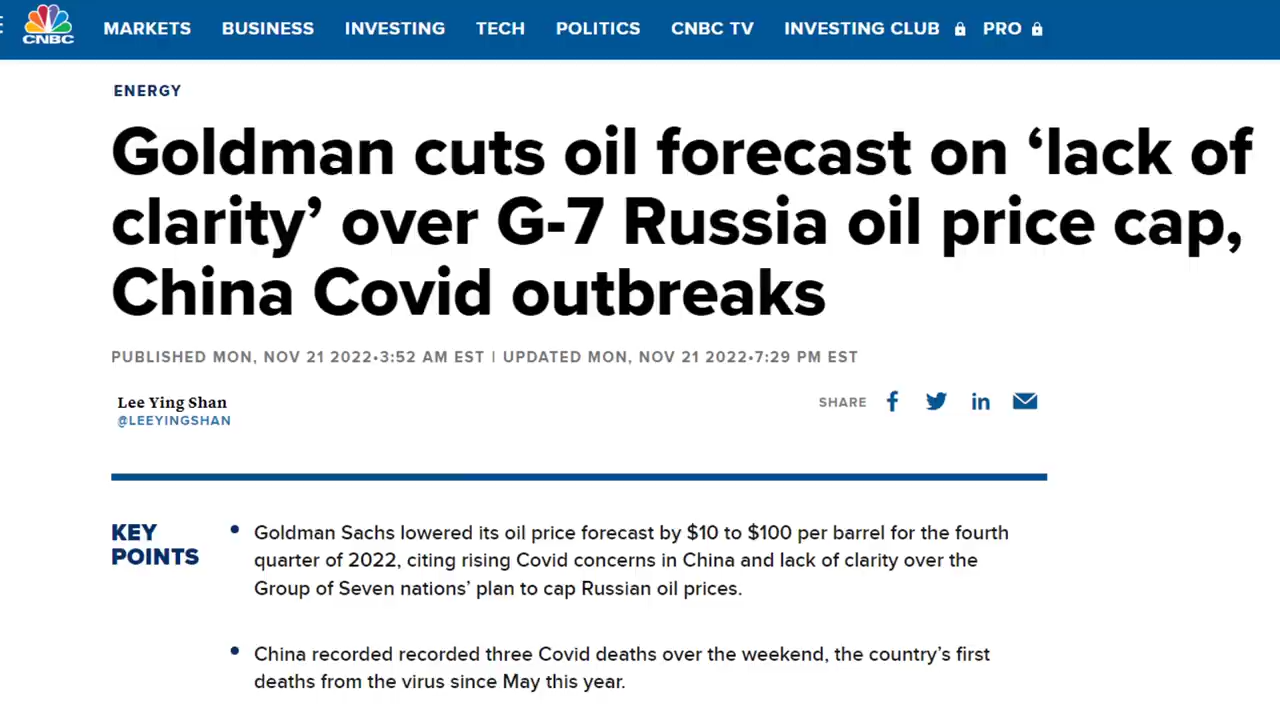 CNBC
MARKETS BUSINESS INVESTING TECH POLITICS CNBC TV INVESTING CLUB PRO
ENERGY
Goldman cuts oil forecast on ‘lack of
clarity’ over G-7 Russia oil price cap,
China Covid outbreaks
PUBLISHED MON, NOV 21 2022•3:52 AM EST | UPDATED MON, NOV 21 2022•7:29 PM EST
Lee Ying Shan
@LEEYINGSHAN
SHARE
KEY
POINTS
• Goldman Sachs lowered its oil price forecast by $10 to $100 per barrel for the fourth
quarter of 2022, citing rising Covid concerns in China and lack of clarity over the
Group of Seven nations’ plan to cap Russian oil prices.
• China recorded recorded three Covid deaths over the weekend, the country’s first
deaths from the virus since May this year.